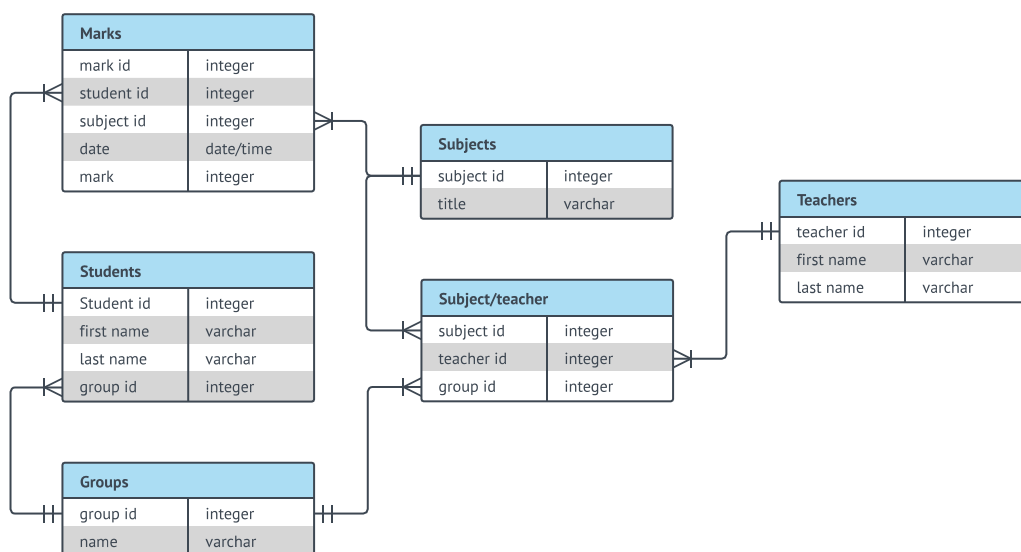 Marks
mark id integer
student id integer
subject id integer
date date/time
mark integer
Subjects
subject id integer
title varchar
Teachers
teacher id integer
first name varchar
last name varchar
Students
Student id integer
first name varchar
last name varchar
group id integer
Subject/teacher
subject id integer
teacher id integer
group id integer
Groups
group id integer
name varchar